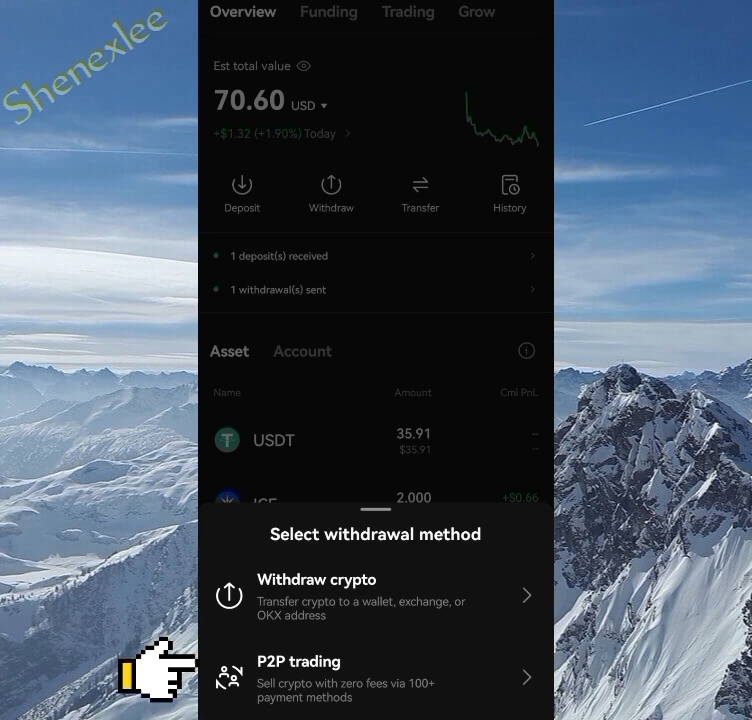 Shenexlee
Overview Funding Trading Grow
Est total value
70.60 USD
+$1.32 (+1.90%) Today
Deposit Withdraw Transfer History
1 deposit(s) received
1 withdrawal(s) sent
Asset Account
Name Amount Cml PnL
USDT 35.91 --
$35.91 --
2.000 +$0.66
Select withdrawal method
Withdraw crypto
Transfer crypto to a wallet, exchange, or
OKX address
P2P trading
Sell crypto with zero fees via 100+
payment methods